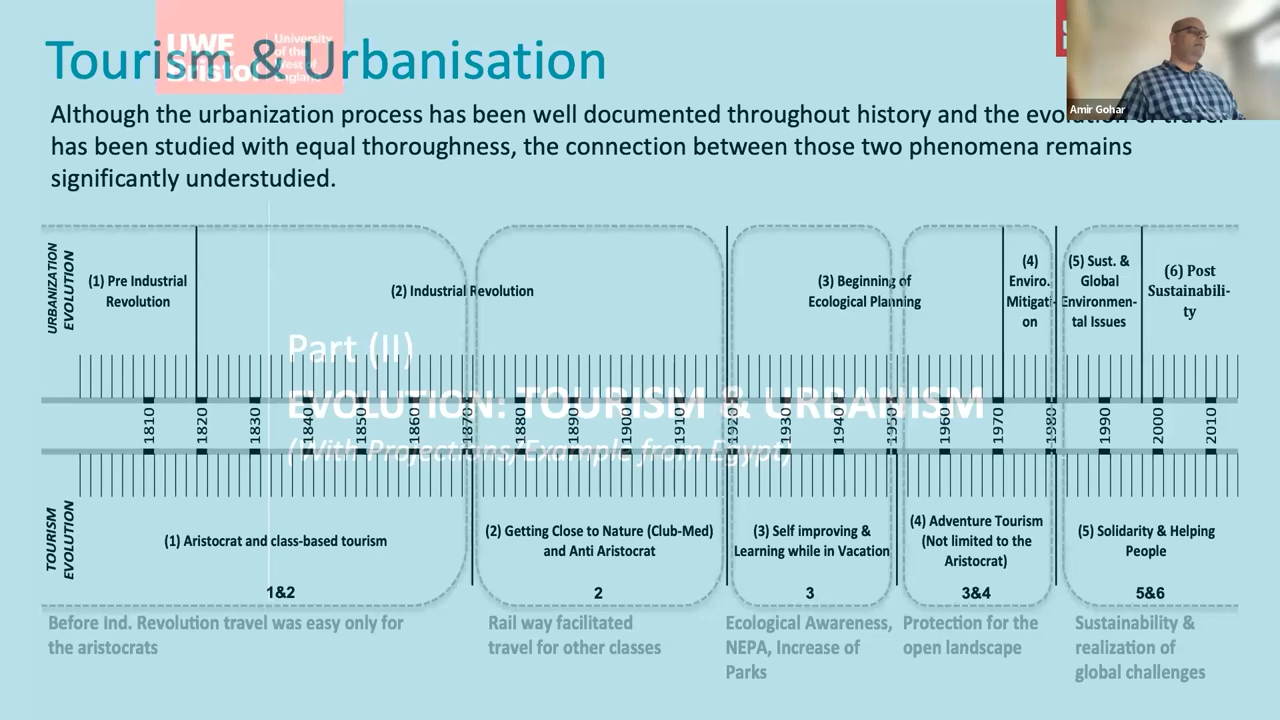 Tourism & Urbanisation
UWE Bristol
University of the West of England
Amir Gohar
Although the urbanization process has been well documented throughout history and the evolution of travel
has been studied with equal thoroughness, the connection between those two phenomena remains
significantly understudied.
URBANIZATION
EVOLUTION
(1) Pre Industrial
Revolution
(2) Industrial Revolution
(3) Beginning of
Ecological Planning
(4)
Enviro.
Mitigati-
on
(5) Sust. &
Global
Environmen-
tal Issues
(6) Post
Sustainabili-
ty
Part (II)
EVOLUTION: TOURISM & URBANISM
(With Projections/Example from Egypt)
1810 1820 1830 1840 1850 1860 1870 1880 1890 1900 1910 1920 1930 1940 1950 1960 1970 1980 1990 2000 2010
TOURISM
EVOLUTION
(1) Aristocrat and class-based tourism
(2) Getting Close to Nature (Club-Med)
and Anti Aristocrat
(3) Self improving &
Learning while in Vacation
(4) Adventure Tourism
(Not limited to the
Aristocrat)
(5) Solidarity & Helping
People
1&2
2
3
3&4
5&6
Before Ind. Revolution travel was easy only for
the aristocrats
Rail way facilitated
travel for other classes
Ecological Awareness,
NEPA, Increase of
Parks
Protection for the
open landscape
Sustainability &
realization of
global challenges